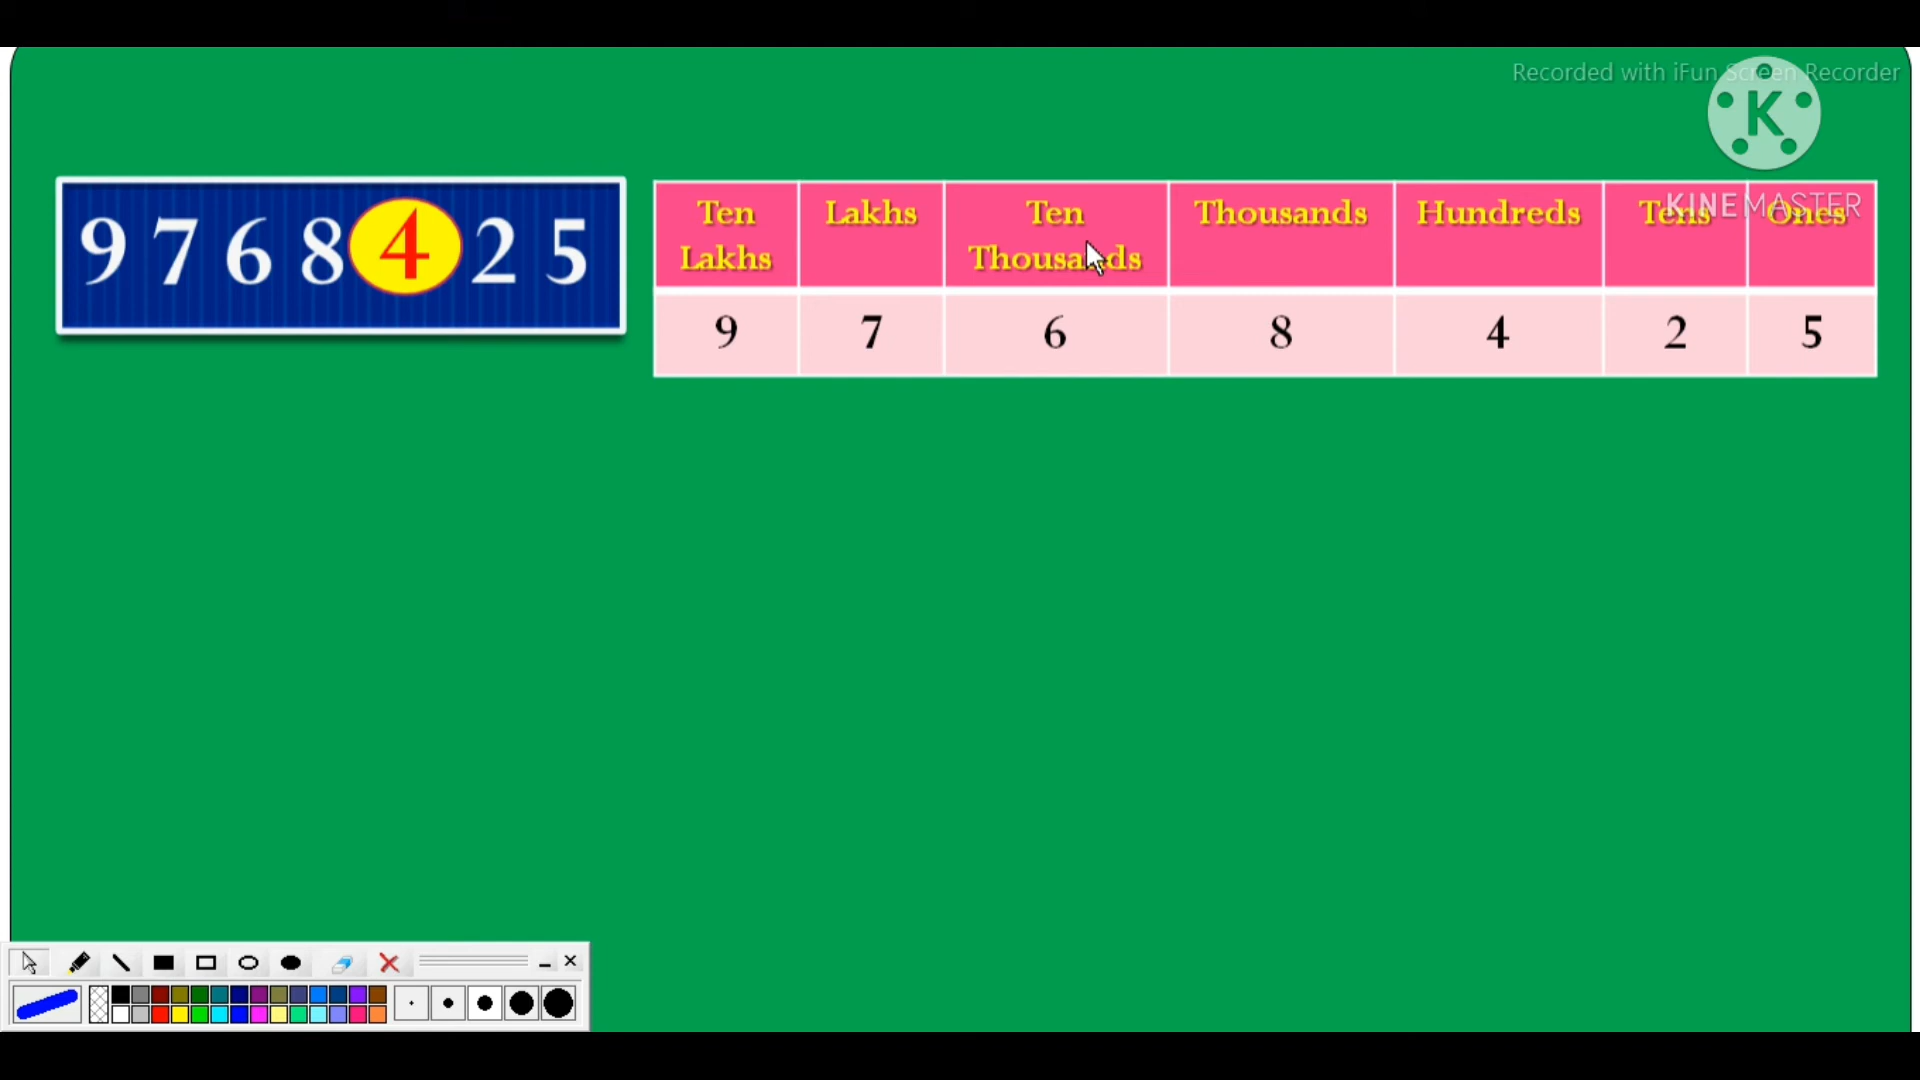 Recorded with iFun Screen Recorder
K
KINEMASTER
9 7 6 8 4 2 5
Ten Lakhs Lakhs Ten Thousands Thousands Hundreds Tens Ones
9 7 6 8 4 2 5